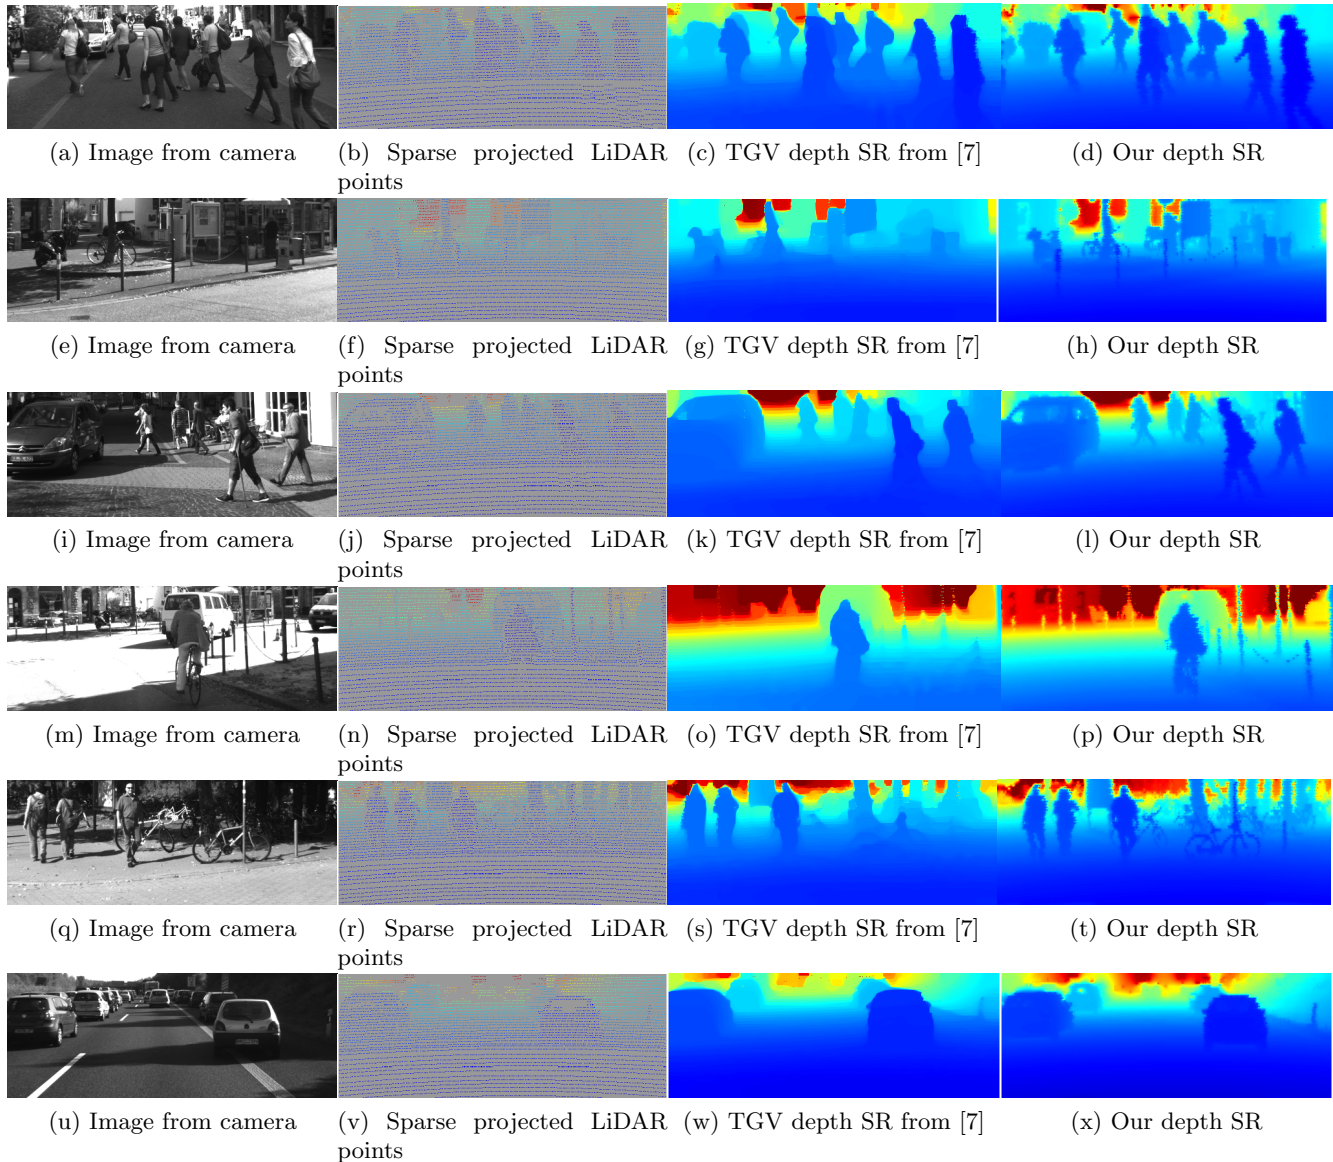 (a) Image from camera
(b) Sparse projected LiDAR
points
(c) TGV depth SR from [7]
(d) Our depth SR
(e) Image from camera
(f) Sparse projected LiDAR
points
(g) TGV depth SR from [7]
(h) Our depth SR
(i) Image from camera
(j) Sparse projected LiDAR
points
(k) TGV depth SR from [7]
(l) Our depth SR
(m) Image from camera
(n) Sparse projected LiDAR
points
(o) TGV depth SR from [7]
(p) Our depth SR
(q) Image from camera
(r) Sparse projected LiDAR
points
(s) TGV depth SR from [7]
(t) Our depth SR
(u) Image from camera
(v) Sparse projected LiDAR
points
(w) TGV depth SR from [7]
(x) Our depth SR